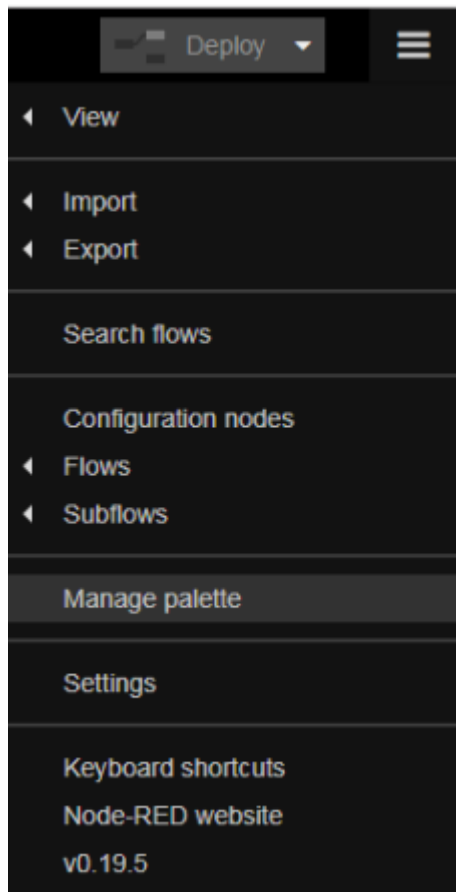 Deploy
View
Import
Export
Search flows
Configuration nodes
Flows
Subflows
Manage palette
Settings
Keyboard shortcuts
Node-RED website
v0.19.5